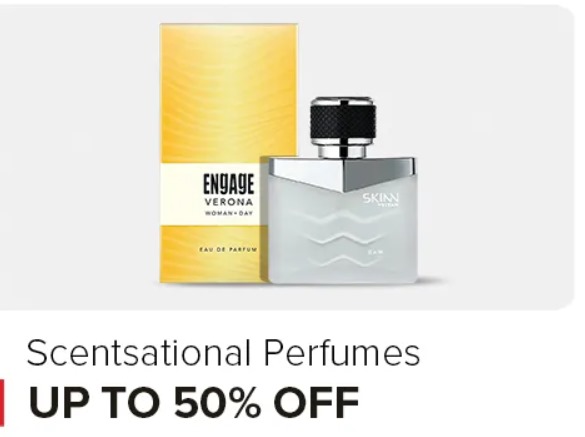 ENGAGE
VERONA
WOMAN • DAY
EAU DE PARFUM
SKINN
Scentsational Perfumes
UP TO 50% OFF